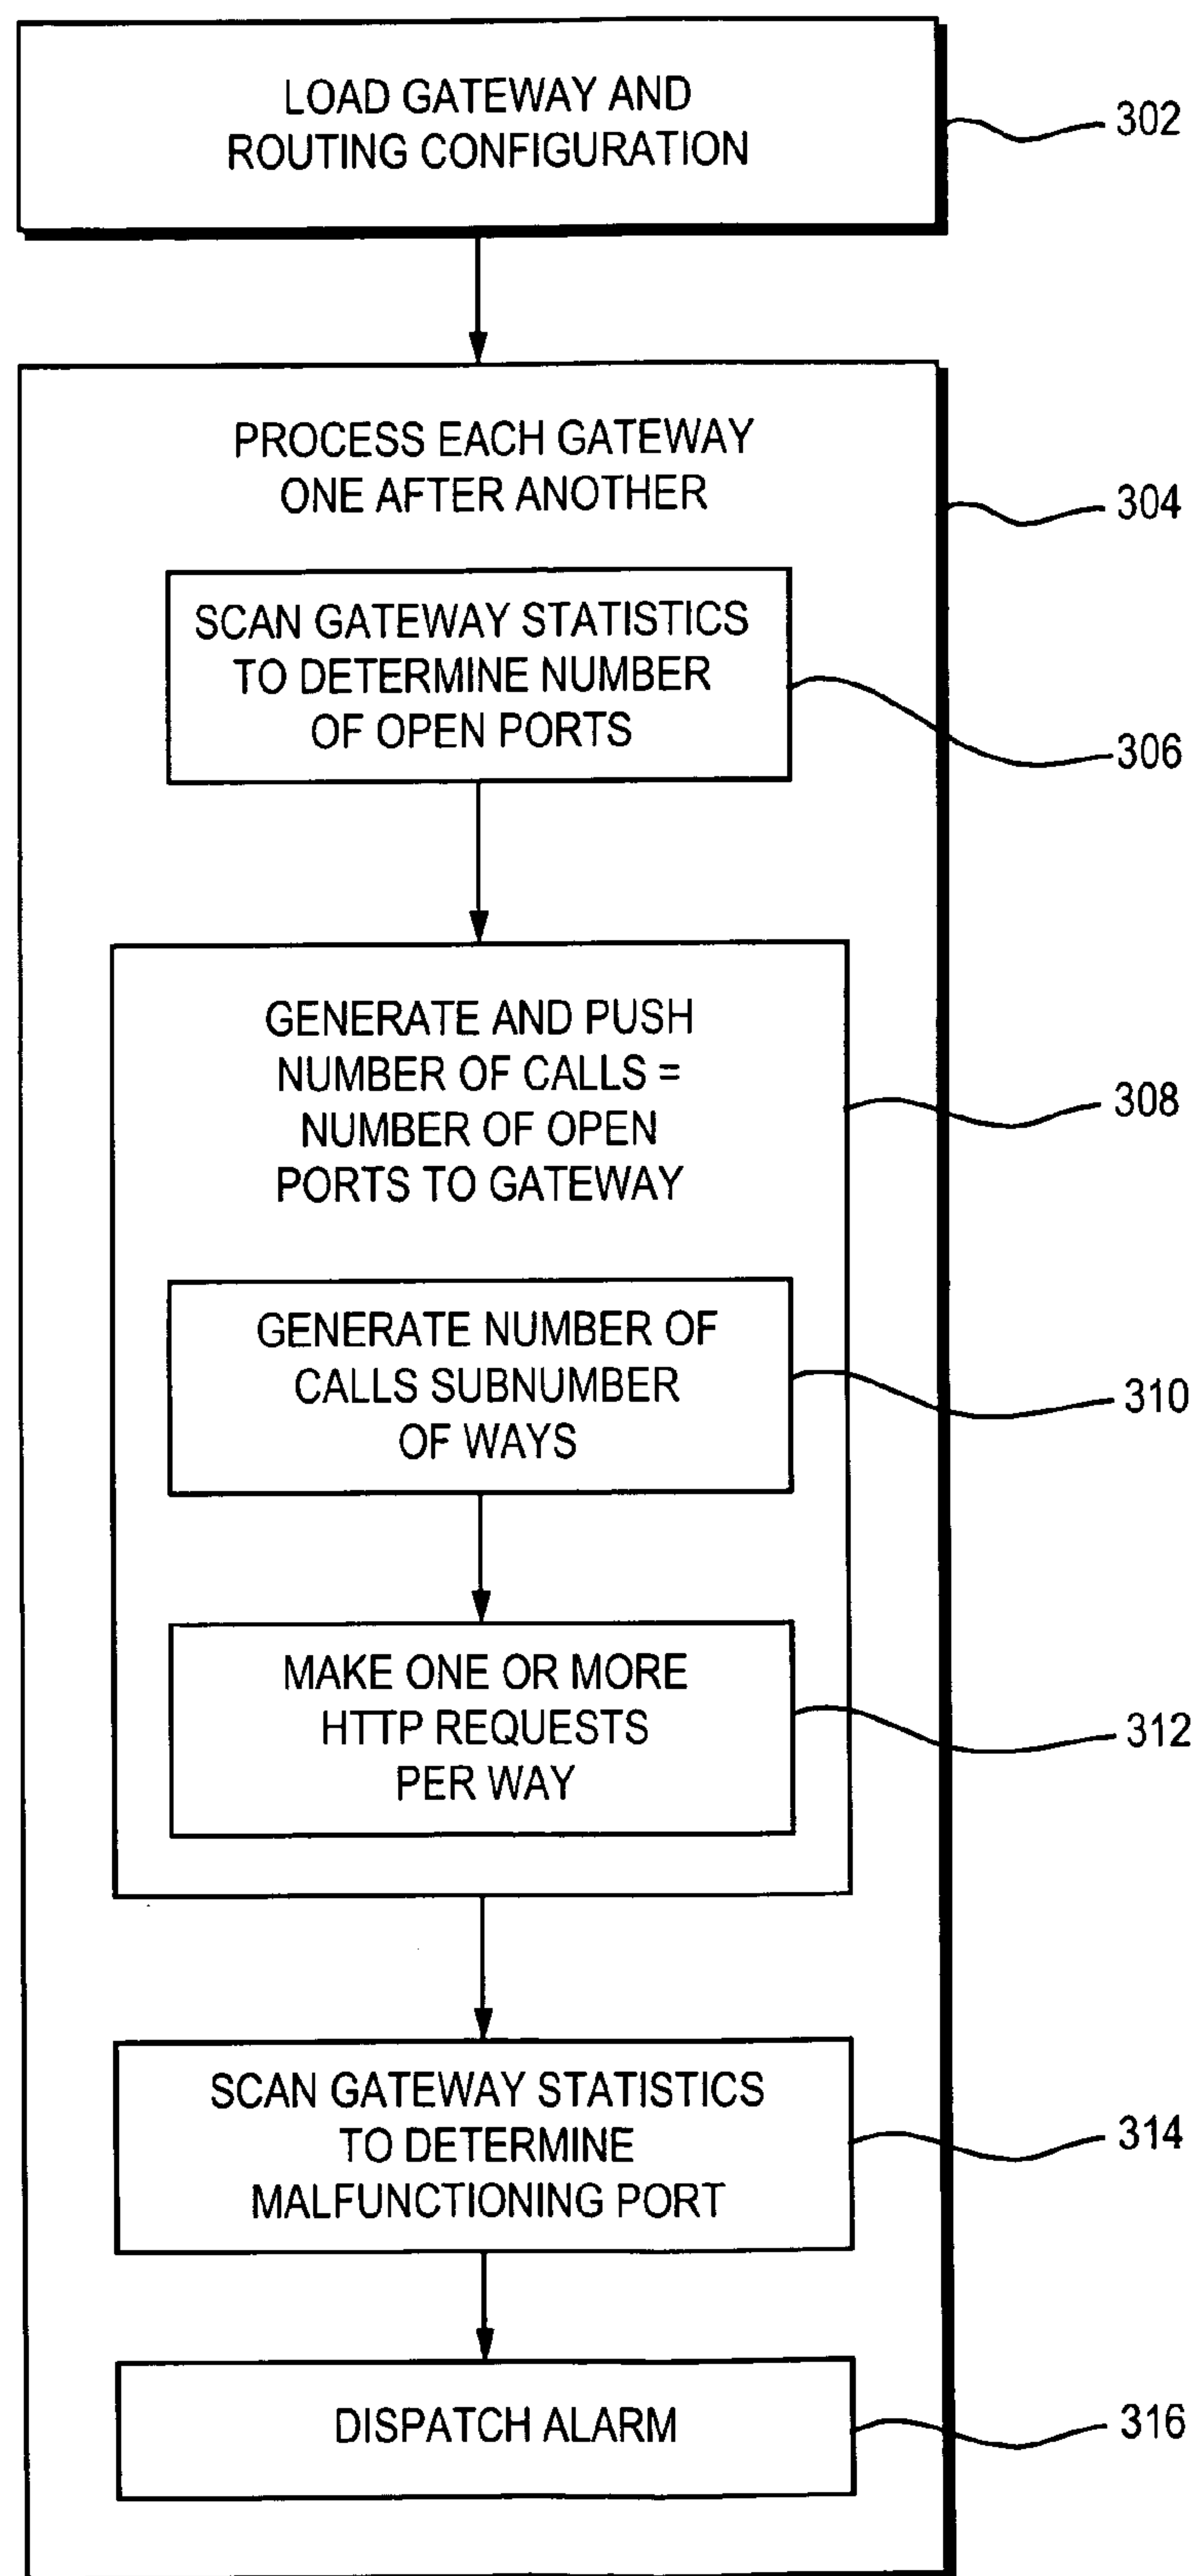 LOAD GATEWAY AND
ROUTING CONFIGURATION
302
PROCESS EACH GATEWAY
ONE AFTER ANOTHER
304
SCAN GATEWAY STATISTICS
TO DETERMINE NUMBER
OF OPEN PORTS
306
GENERATE AND PUSH
NUMBER OF CALLS =
NUMBER OF OPEN
PORTS TO GATEWAY
308
GENERATE NUMBER OF
CALLS SUBNUMBER
OF WAYS
310
MAKE ONE OR MORE
HTTP REQUESTS
PER WAY
312
SCAN GATEWAY STATISTICS
TO DETERMINE
MALFUNCTIONING PORT
314
DISPATCH ALARM
316